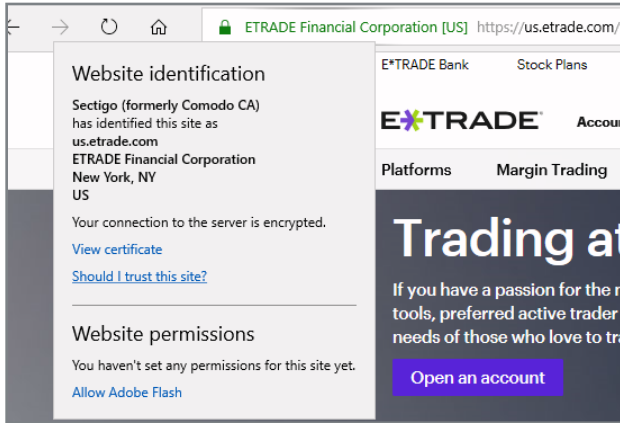 ETRADE Financial Corporation [US] https://us.etrade.com/
Website identification
Sectigo (formerly Comodo CA)
has identified this site as
us.etrade.com
ETRADE Financial Corporation
New York, NY
US
Your connection to the server is encrypted.
View certificate
Should I trust this site?
Website permissions
You haven't set any permissions for this site yet.
Allow Adobe Flash
E*TRADE Bank Stock Plans
E*TRADE Accou
Platforms Margin Trading
Trading at
If you have a passion for the
tools, preferred active trader
needs of those who love to tra
Open an account